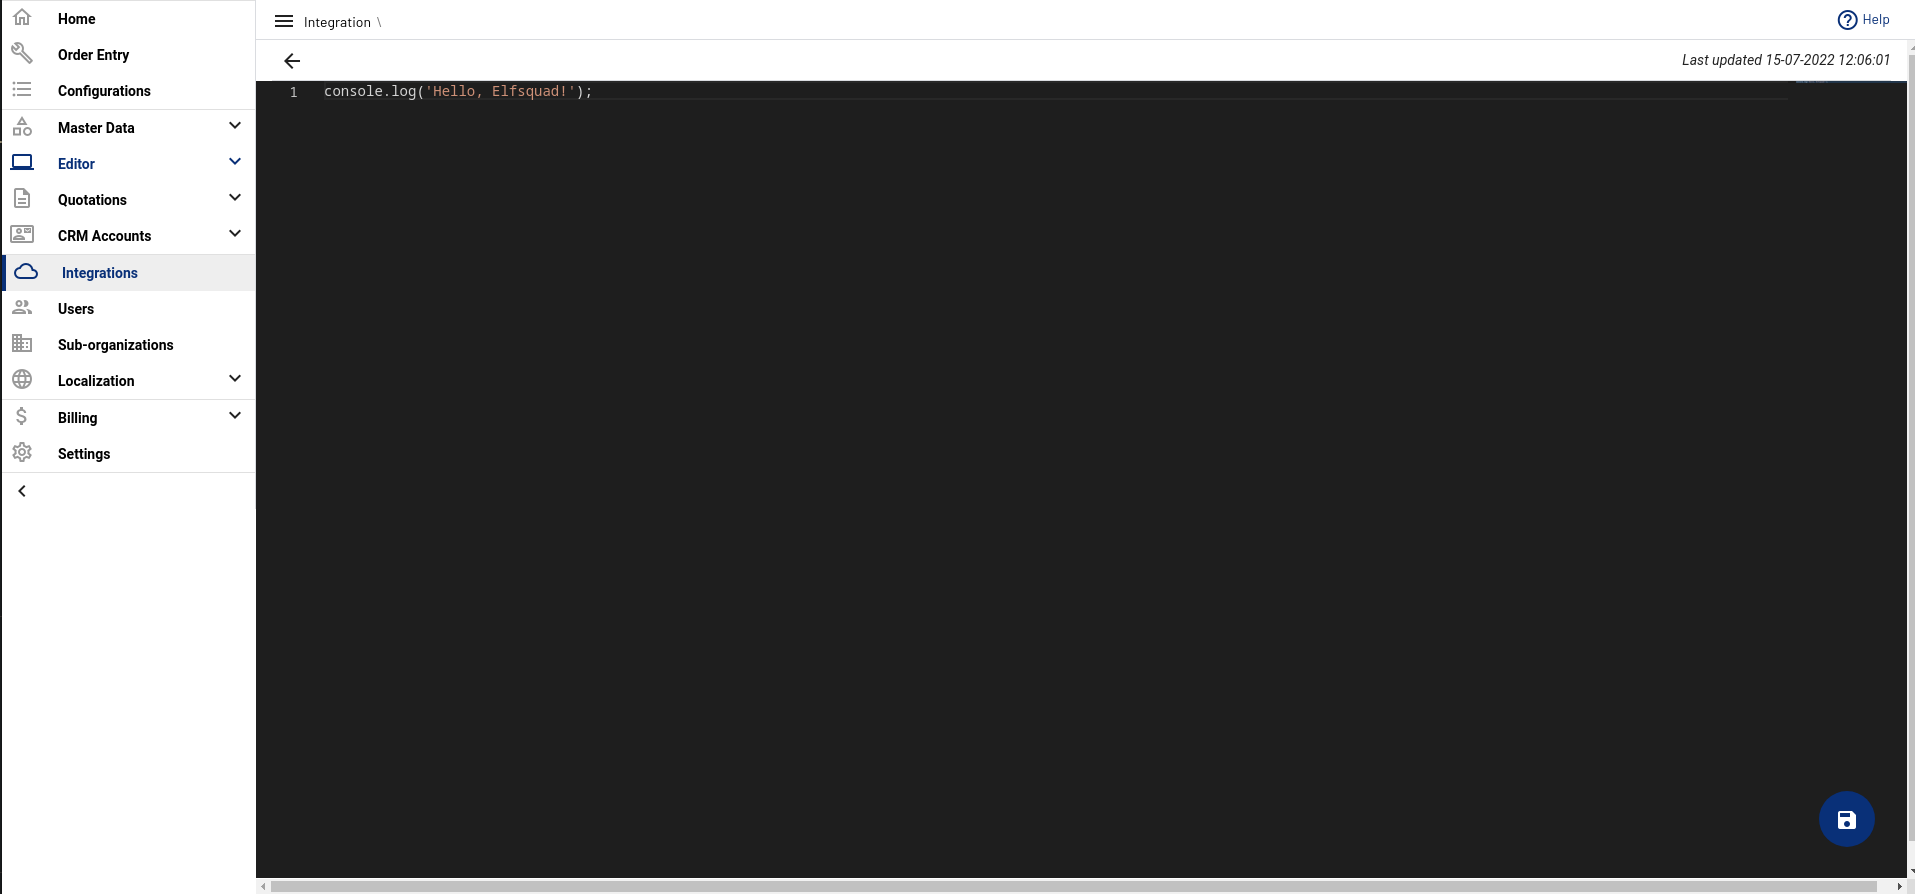 Home
Order Entry
Configurations
Master Data
Editor
Quotations
CRM Accounts
Integrations
Users
Sub-organizations
Localization
Billing
Settings
Integration \
Help
Last updated 15-07-2022 12:06:01
1 console.log('Hello, Elfsquad!');